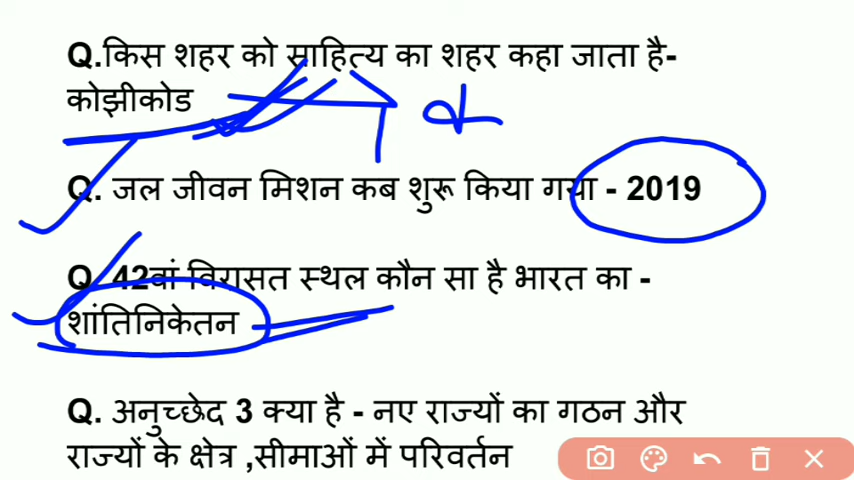 Q.किस शहर को साहित्य का शहर कहा जाता है-
कोझीकोड
Q. जल जीवन मिशन कब शुरू किया गया - 2019
Q. 42वां विरासत स्थल कौन सा है भारत का -
शांतिनिकेतन
Q. अनुच्छेद 3 क्या है - नए राज्यों का गठन और
राज्यों के क्षेत्र ,सीमाओं में परिवर्तन